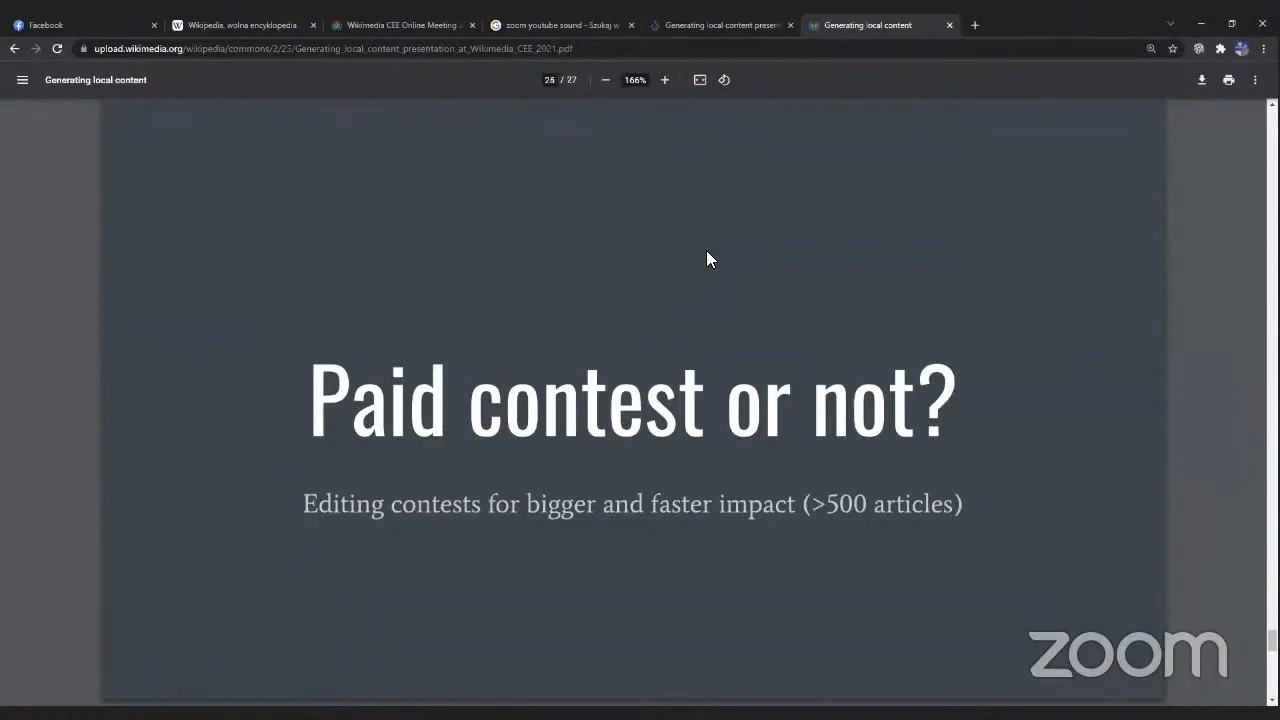 Facebook
Wikipedia, wolna encyklopedia
Wikimedia CEE Online Meeting
zoom youtube sound - Szukaj w
Generating local content present
Generating local content
upload.wikimedia.org/wikipedia/commons/2/25/Generating_local_content_presentation_at_Wikimedia_CEE_2021.pdf
Generating local content
26 / 27
166%
Paid contest or not?
Editing contests for bigger and faster impact (>500 articles)
zoom